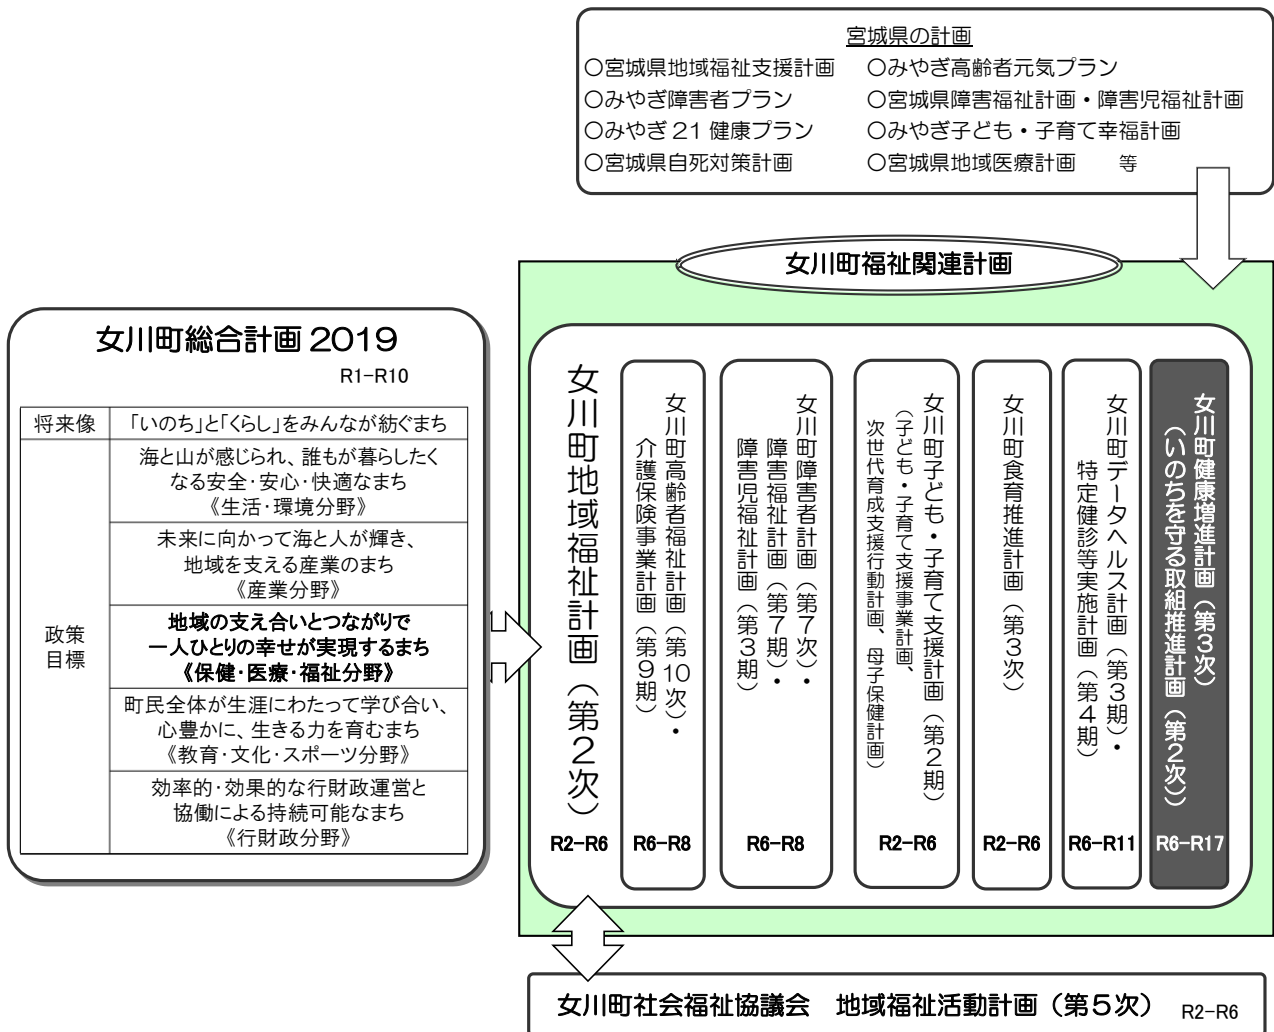 宮城県の計画
○宮城県地域福祉支援計画　○みやぎ高齢者元気プラン
○みやぎ障害者プラン　○宮城県障害福祉計画・障害児福祉計画
○みやぎ21健康プラン　○みやぎ子ども・子育て幸福計画
○宮城県自死対策計画　○宮城県地域医療計画　等
女川町福祉関連計画
女川町総合計画2019
R1-R10
将来像
「いのち」と「くらし」をみんなが紡ぐまち
政策
目標
海と山が感じられ、誰もが暮らしたく
なる安全・安心・快適なまち
《生活・環境分野》
未来に向かって海と人が輝き、
地域を支える産業のまち
《産業分野》
地域の支え合いとつながりで
一人ひとりの幸せが実現するまち
《保健・医療・福祉分野》
町民全体が生涯にわたって学び合い、
心豊かに、生きる力を育むまち
《教育・文化・スポーツ分野》
効率的・効果的な行財政運営と
協働による持続可能なまち
《行財政分野》
女川町地域福祉計画（第2次）
R2-R6
女川町高齢者福祉計画（第10次）・
介護保険事業計画（第9期）
R6-R8
女川町障害者計画（第7次）・
障害福祉計画（第7期）・
障害児福祉計画（第3期）
R6-R8
女川町子ども・子育て支援計画（第2期）
（子ども・子育て支援事業計画、
次世代育成支援行動計画、母子保健計画）
R2-R6
女川町食育推進計画（第3次）
R2-R6
女川町データヘルス計画（第3期）・
特定健診等実施計画（第4期）
R6-R11
女川町健康増進計画（第3次）
（いのちを守る取組推進計画（第2次））
R6-R17
女川町社会福祉協議会　地域福祉活動計画（第5次）　R2-R6